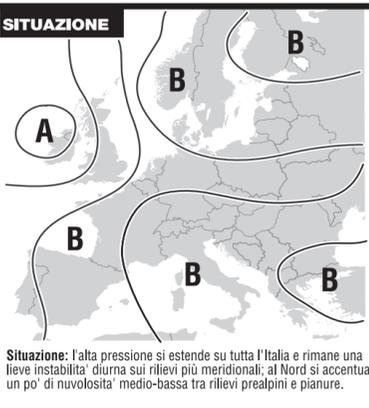 SITUAZIONE
B
B
A
B
B
B
Situazione: l'alta pressione si estende su tutta l'Italia e rimane una
lieve instabilita' diurna sui rilievi più meridionali; al Nord si accentua
un po' di nuvolosita' medio-bassa tra rilievi prealpini e pianure.